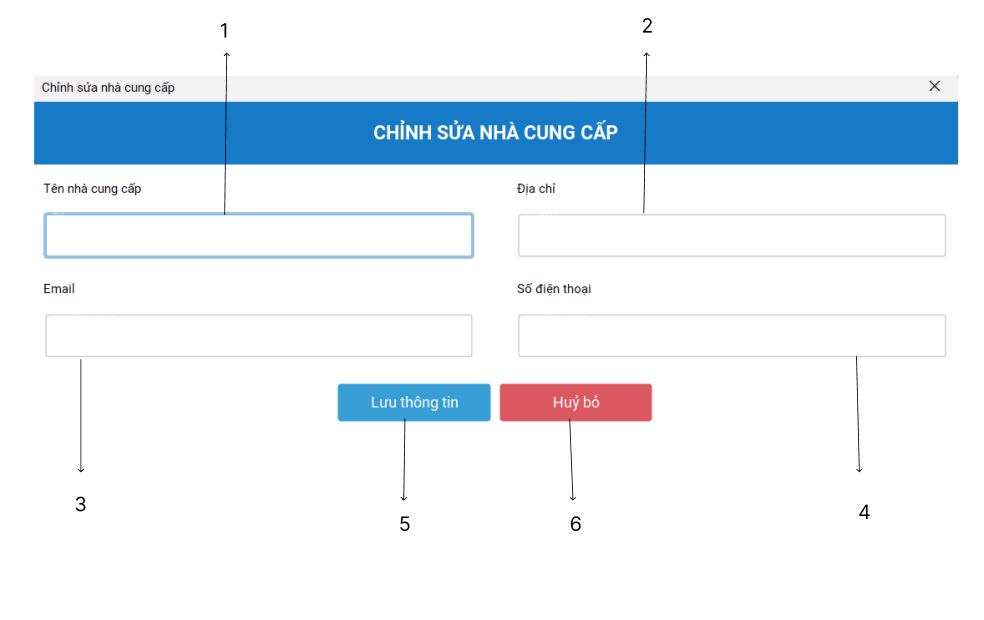 1
2
Chỉnh sửa nhà cung cấp
CHỈNH SỬA NHÀ CUNG CẤP
Tên nhà cung cấp
Địa chỉ
Email
Số điện thoại
Lưu thông tin
Huỷ bỏ
3
5
6
4